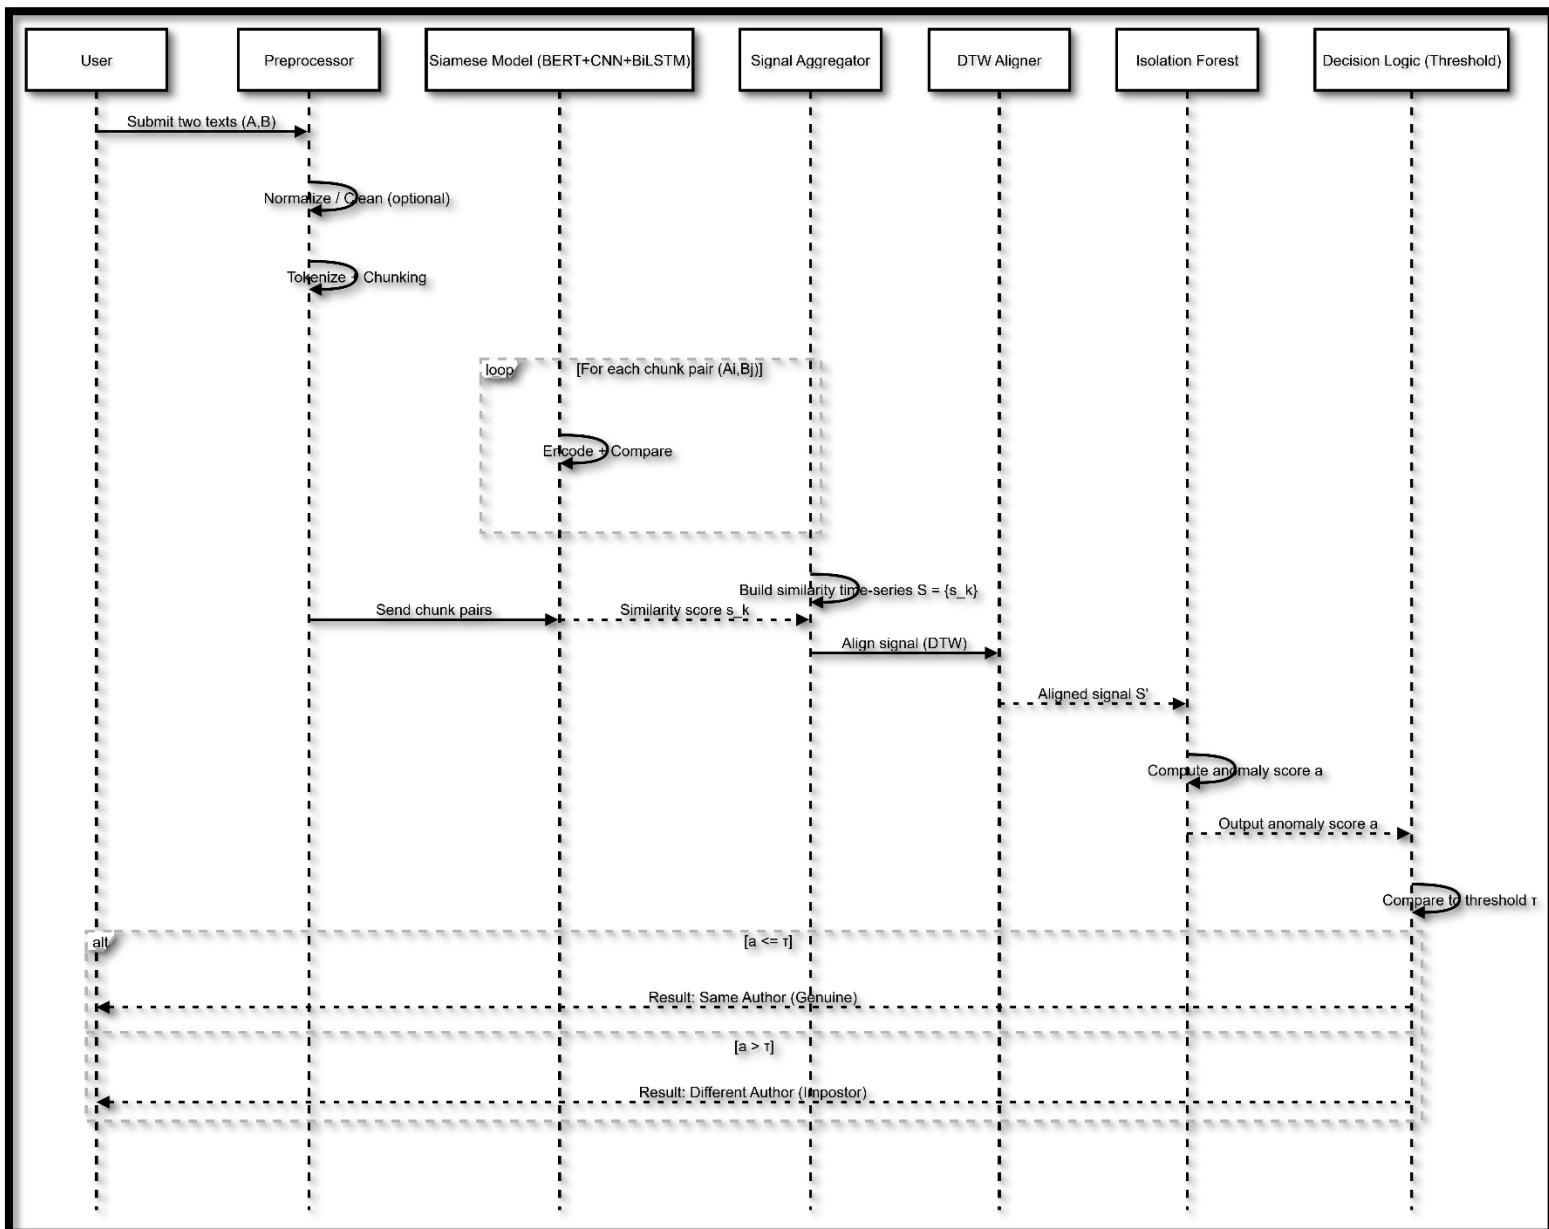 User
Preprocessor
Siamese Model (BERT+CNN+BiLSTM)
Signal Aggregator
DTW Aligner
Isolation Forest
Decision Logic (Threshold)
Submit two texts (A,B)
Normalize / Clean (optional)
Tokenize + Chunking
loop
[For each chunk pair (Ai,Bj)]
Encode + Compare
Build similarity time-series S = {s_k}
Send chunk pairs
Similarity score s_k
Align signal (DTW)
Aligned signal S'
Compute anomaly score a
Output anomaly score a
Compare to threshold τ
alt
[a <= τ]
Result: Same Author (Genuine)
[a > τ]
Result: Different Author (Impostor)